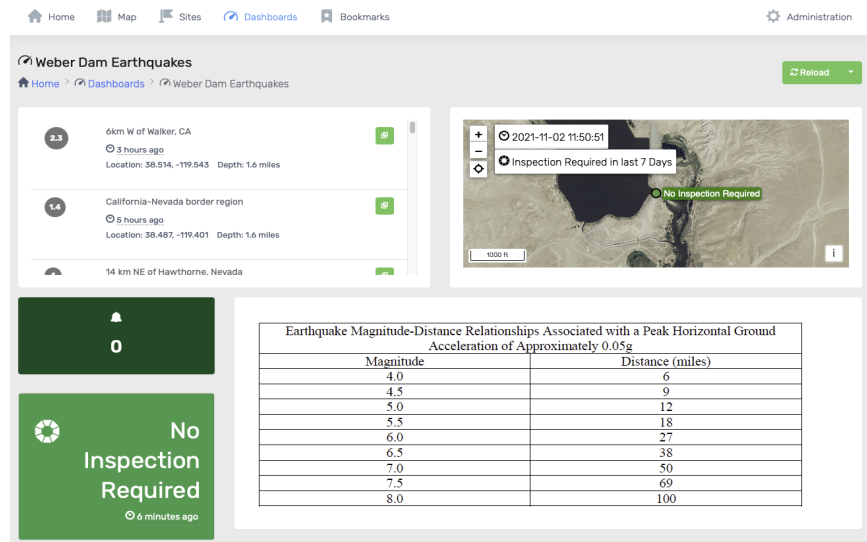 Home Map Sites Dashboards Bookmarks Administration
Weber Dam Earthquakes
Home > Dashboards > Weber Dam Earthquakes
Reload
2.3
6km W of Walker, CA
3 hours ago
Location: 38.514, -119.543 Depth: 1.6 miles
1.4
California-Nevada border region
5 hours ago
Location: 38.487, -119.401 Depth: 1.6 miles
14 km NE of Hawthorne, Nevada
+
−
2021-11-02 11:50:51
Inspection Required in last 7 Days
No Inspection Required
1000 ft
i
0
No
Inspection
Required
6 minutes ago
Earthquake Magnitude-Distance Relationships Associated with a Peak Horizontal Ground
Acceleration of Approximately 0.05g
Magnitude Distance (miles)
4.0 6
4.5 9
5.0 12
5.5 18
6.0 27
6.5 38
7.0 50
7.5 69
8.0 100